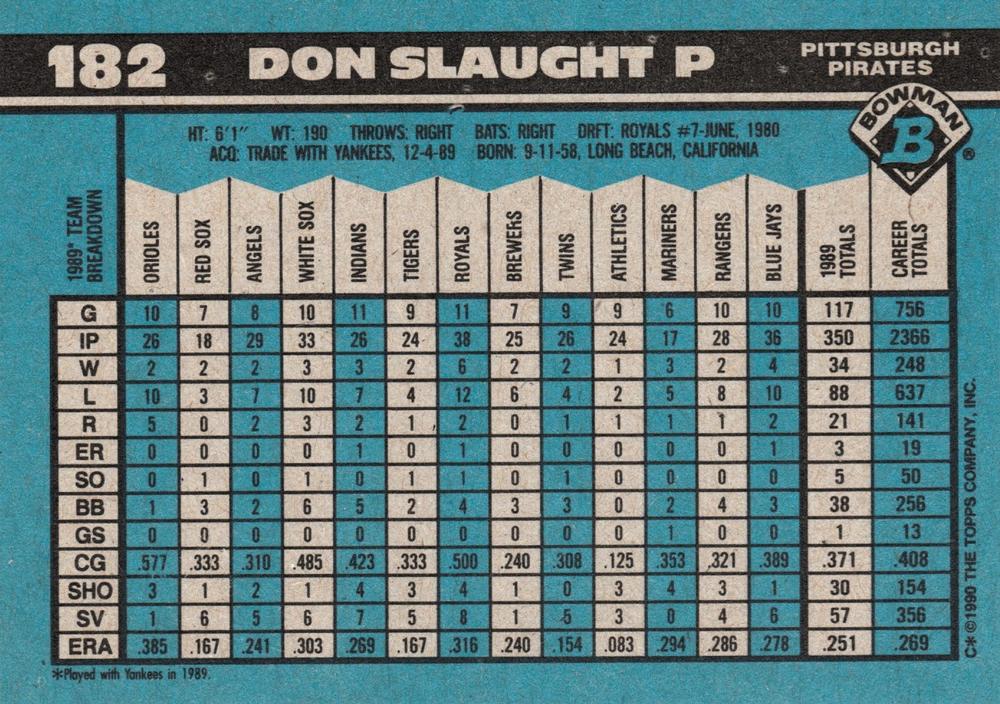 182 DON SLAUGHT P PITTSBURGH
PIRATES
BOWMAN
B
®
HT: 6'1" WT: 190 THROWS: RIGHT BATS: RIGHT DRFT: ROYALS #7-JUNE, 1980
ACQ: TRADE WITH YANKEES, 12-4-89 BORN: 9-11-58, LONG BEACH, CALIFORNIA
1989* TEAM BREAKDOWN ORIOLES RED SOX ANGELS WHITE SOX INDIANS TIGERS ROYALS BREWERS TWINS ATHLETICS MARINERS RANGERS BLUE JAYS 1989 TOTALS CAREER TOTALS
G 10 7 8 10 11 9 11 7 9 9 6 10 10 117 756
IP 26 18 29 33 26 24 38 25 26 24 17 28 36 350 2366
W 2 2 2 3 3 2 6 2 2 1 3 2 4 34 248
L 10 3 7 10 7 4 12 6 4 2 5 8 10 88 637
R 5 0 2 3 2 1 2 0 1 1 1 1 2 21 141
ER 0 0 0 0 1 0 1 0 0 0 0 0 1 3 19
SO 0 1 0 1 0 1 1 0 1 0 0 0 0 5 50
BB 1 3 2 6 5 2 4 3 3 0 2 4 3 38 256
GS 0 0 0 0 0 0 0 0 0 0 1 0 0 1 13
CG .577 .333 .310 .485 .423 .333 .500 .240 .308 .125 .353 .321 .389 .371 .408
SHO 3 1 2 1 4 3 4 1 0 3 4 3 1 30 154
SV 1 6 5 6 7 5 8 1 5 3 0 4 6 57 356
ERA .385 .167 .241 .303 .269 .167 .316 .240 .154 .083 .294 .286 .278 .251 .269
*Played with Yankees in 1989.
C* ©1990 THE TOPPS COMPANY, INC.